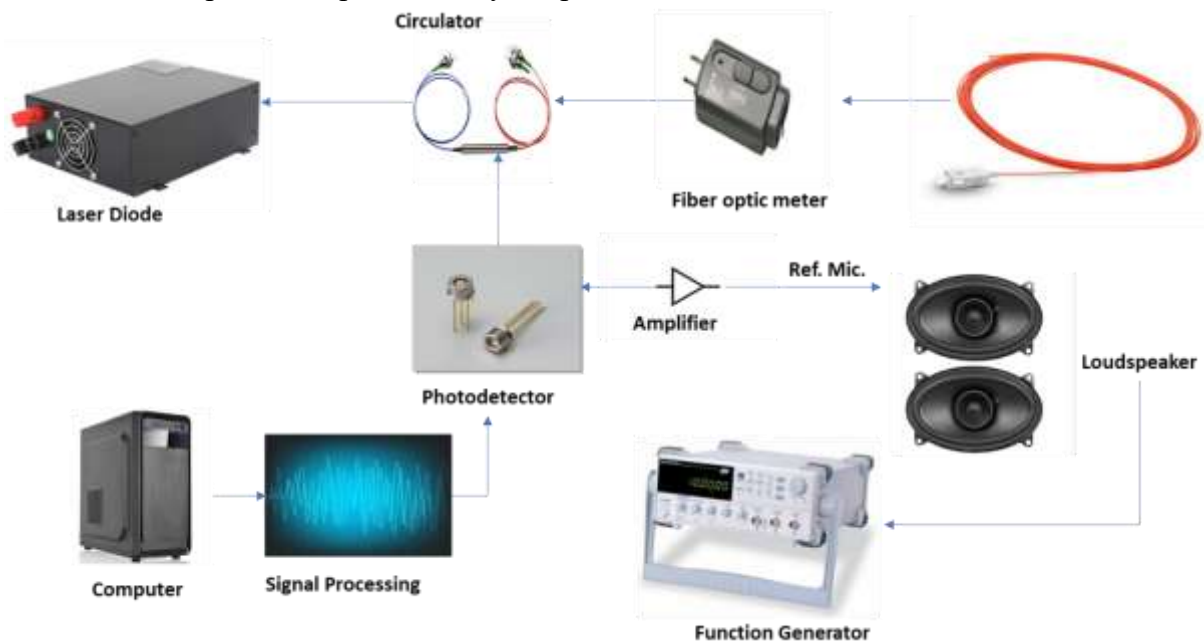 Circulator
Laser Diode
Fiber optic meter
Ref. Mic.
Amplifier
Loudspeaker
Photodetector
Computer
Signal Processing
Function Generator